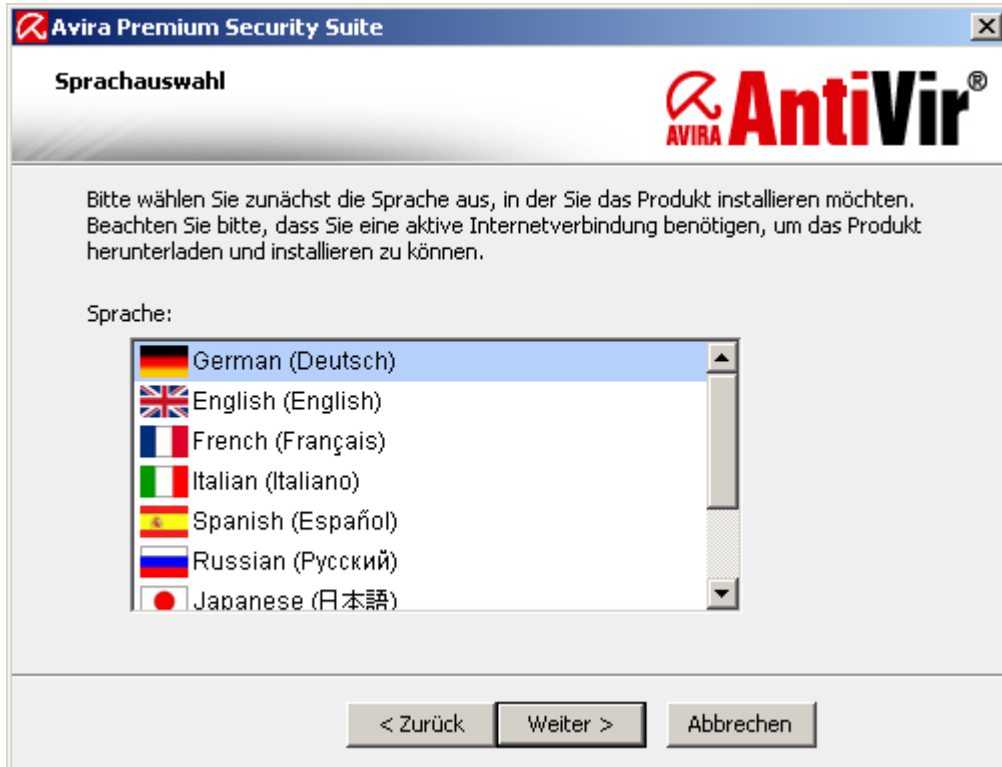 Avira Premium Security Suite
Sprachauswahl
AVIRA AntiVir®
Bitte wählen Sie zunächst die Sprache aus, in der Sie das Produkt installieren möchten.
Beachten Sie bitte, dass Sie eine aktive Internetverbindung benötigen, um das Produkt
herunterladen und installieren zu können.
Sprache:
German (Deutsch)
English (English)
French (Français)
Italian (Italiano)
Spanish (Español)
Russian (Русский)
Japanese (日本語)
< Zurück
Weiter >
Abbrechen